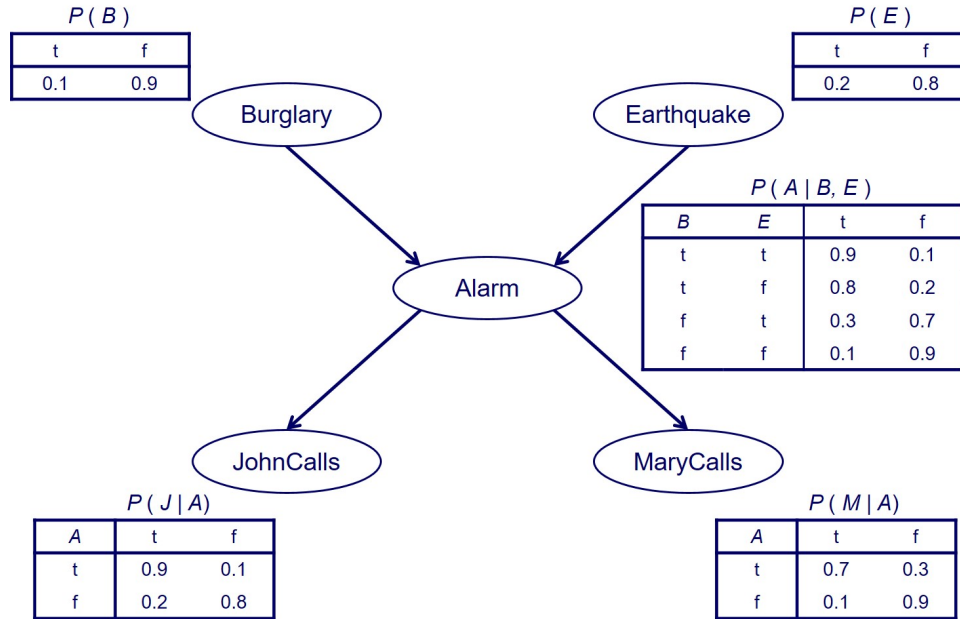 P ( B )
t f
0.1 0.9
P ( E )
t f
0.2 0.8
Burglary
Earthquake
P ( A | B, E )
B E t f
t t 0.9 0.1
t f 0.8 0.2
f t 0.3 0.7
f f 0.1 0.9
Alarm
JohnCalls
MaryCalls
P ( J | A)
A t f
t 0.9 0.1
f 0.2 0.8
P ( M | A)
A t f
t 0.7 0.3
f 0.1 0.9